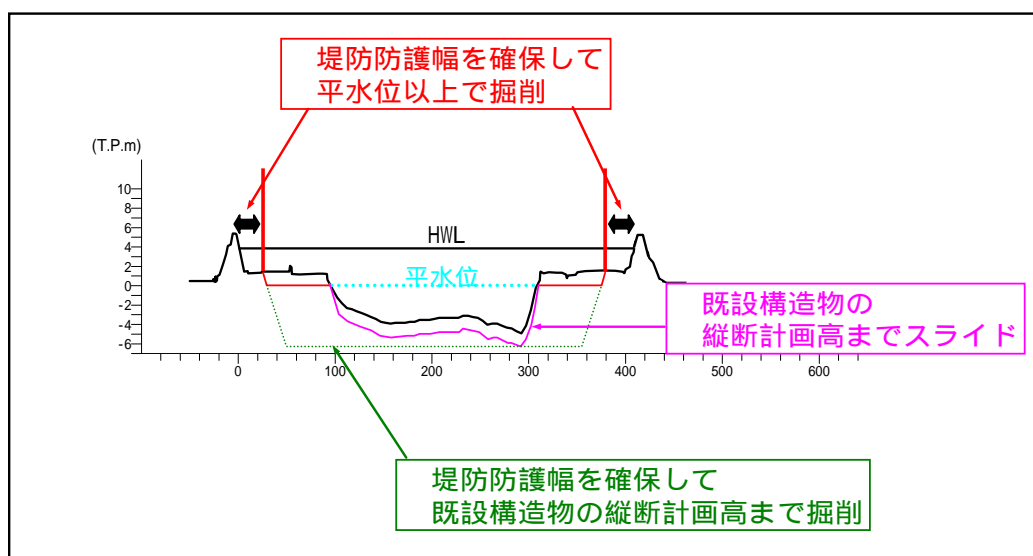 堤防防護幅を確保して
平水位以上で掘削
(T.P.m)
10
8
6
4
2
0
-2
-4
-6
HWL
平水位
既設構造物の
縦断計画高までスライド
0
100
200
300
400
500
600
堤防防護幅を確保して
既設構造物の縦断計画高まで掘削